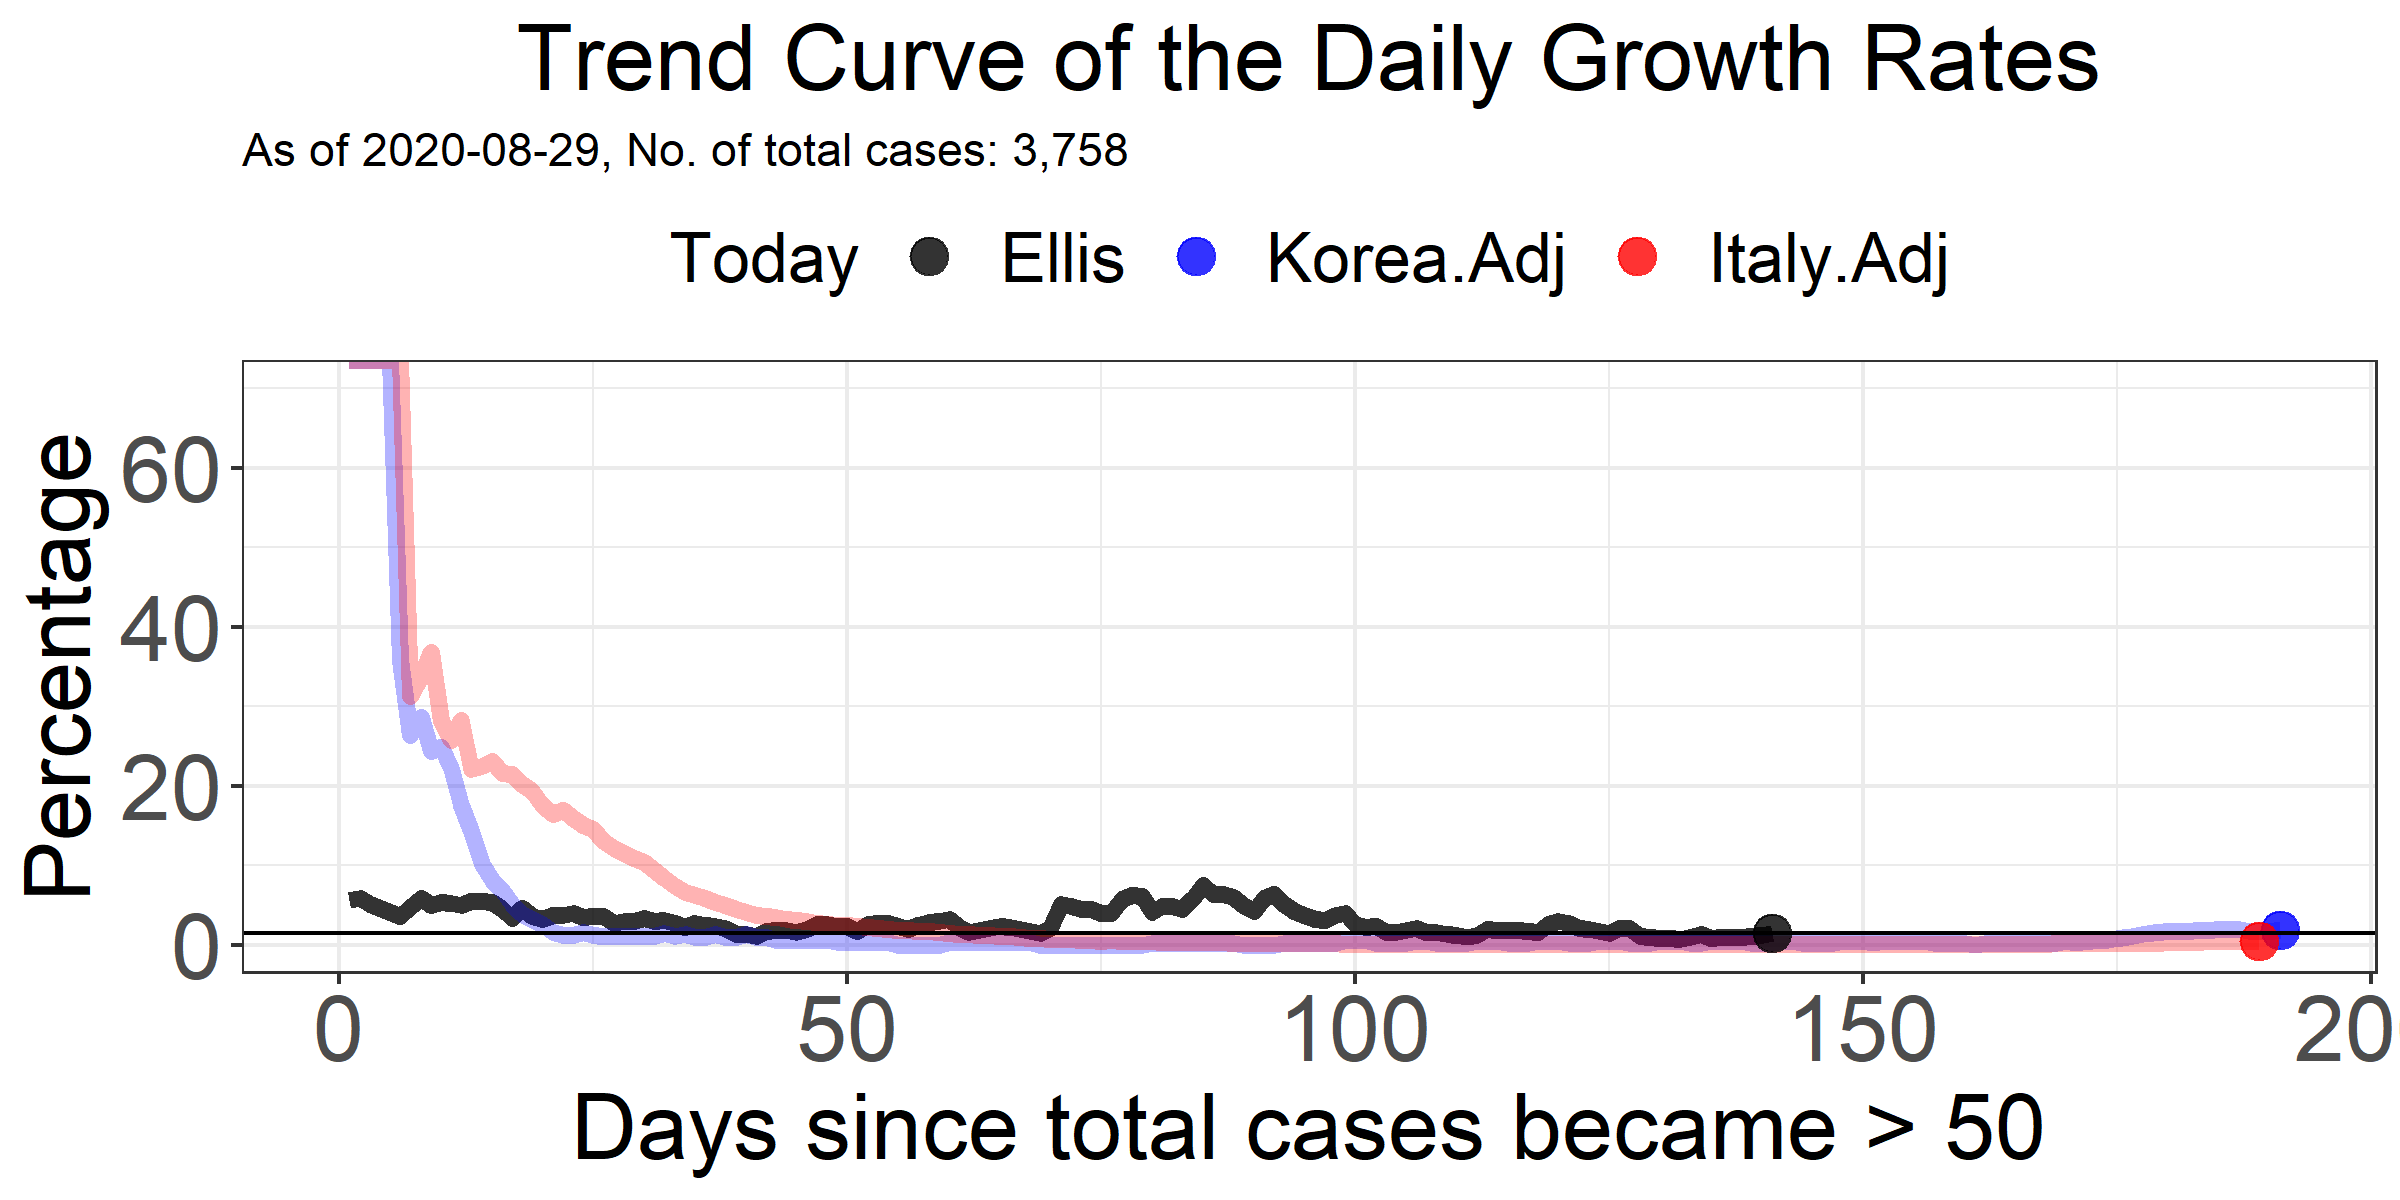 Trend Curve of the Daily Growth Rates
As of 2020-08-29, No. of total cases: 3,758
Today Ellis Korea.Adj Italy.Adj
Percentage
60
40
20
0
0 50 100 150 20
Days since total cases became > 50